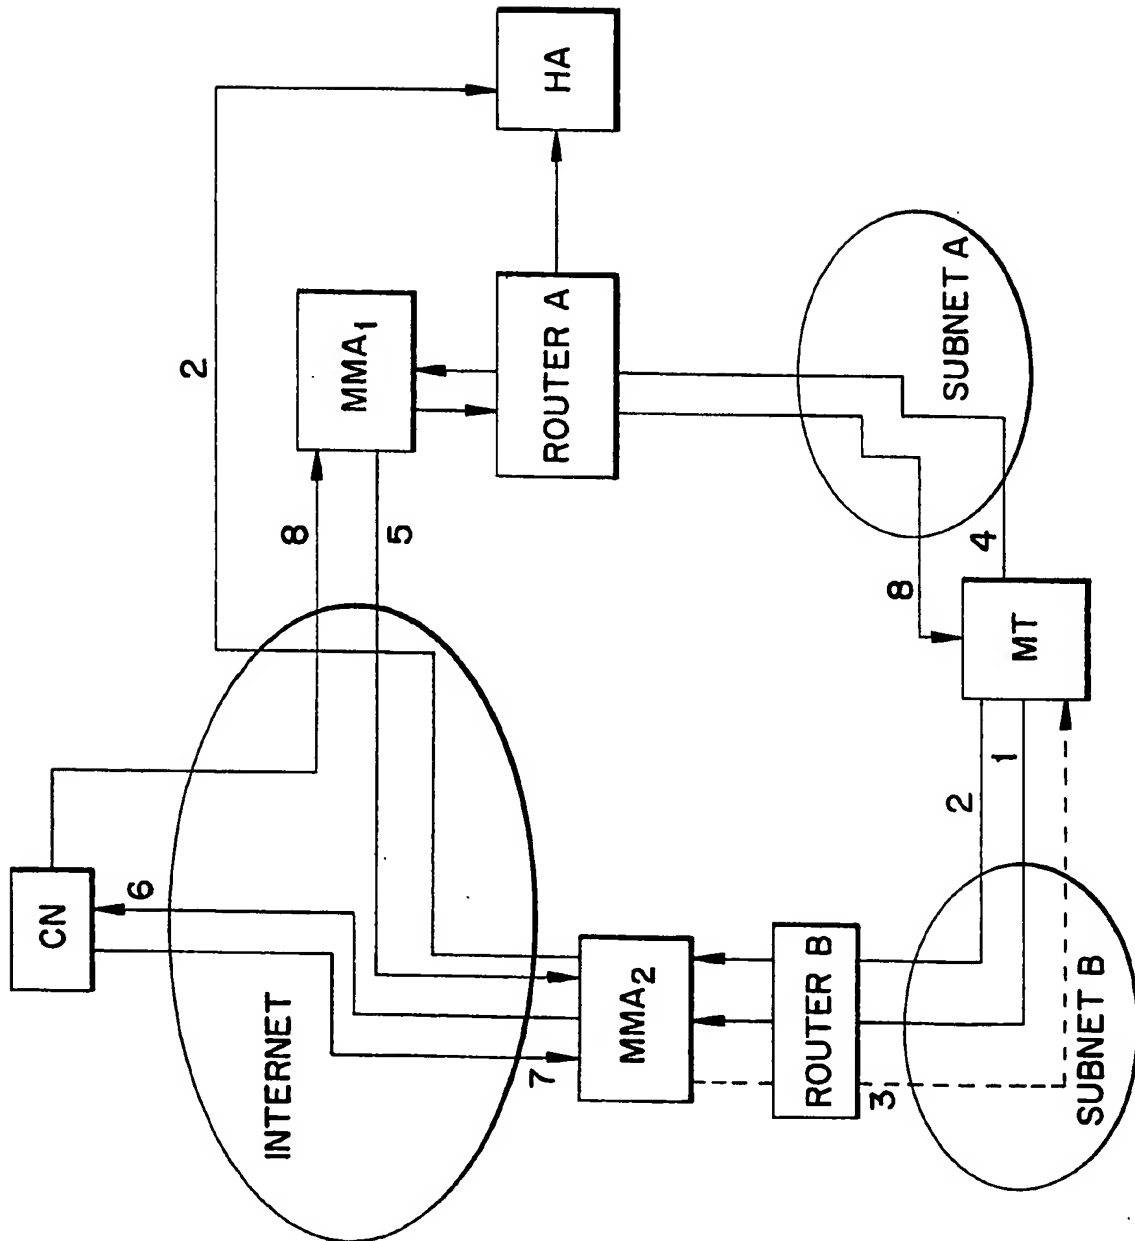 CN
6
INTERNET
7
8
5
2
MMA1
HA
ROUTER A
MMA2
ROUTER B
3
SUBNET B
2
1
MT
8
4
SUBNET A